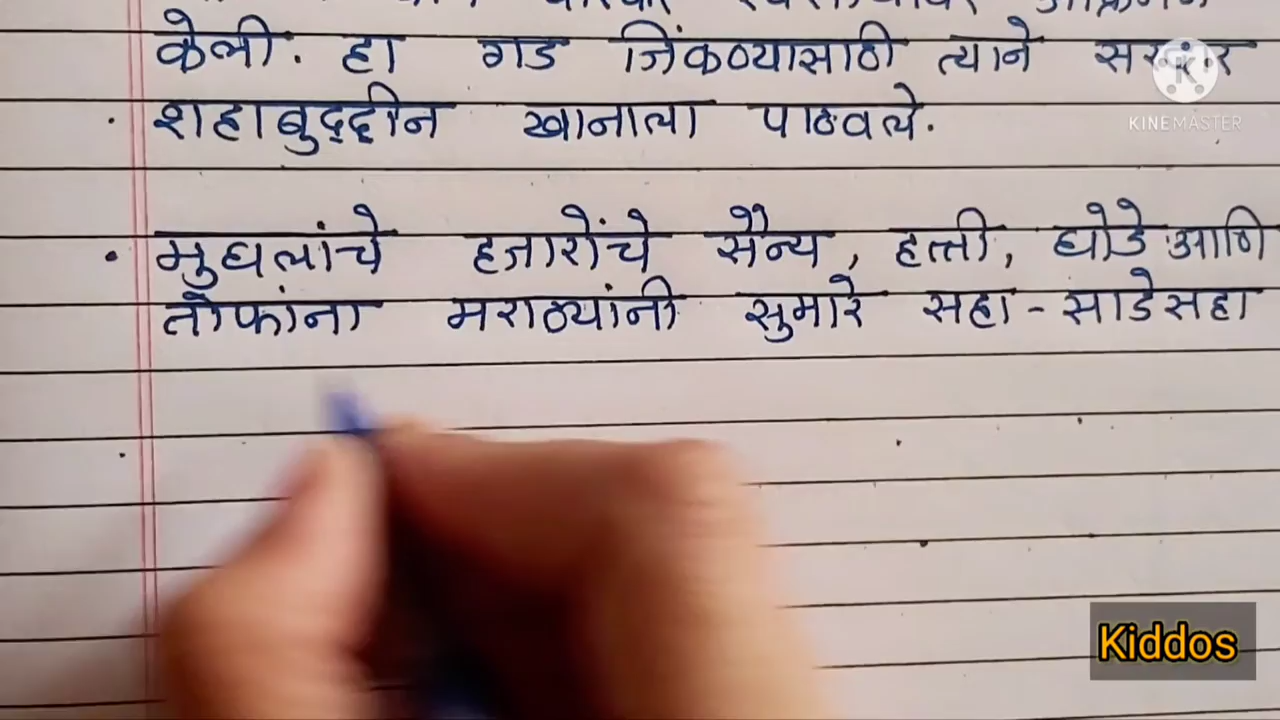 केली. हा गड जिंकण्यासाठी त्याने सरदार
शहाबुद्दीन खानाला पाठवले.
मुघलांचे हजारोंचे सैन्य, हत्ती, घोडे आणि
तोफांना मराठ्यांनी सुमारे सहा - साडेसहा
KINEMASTER
Kiddos